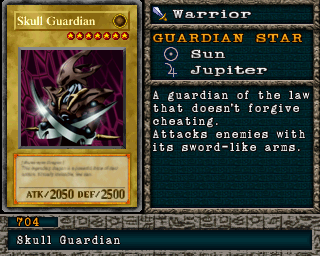 Skull Guardian
ATK/2050 DEF/2500
Warrior
GUARDIAN STAR
Sun
Jupiter
A guardian of the law
that doesn't forgive
cheating.
Attacks enemies with
its sword-like arms.
704
Skull Guardian